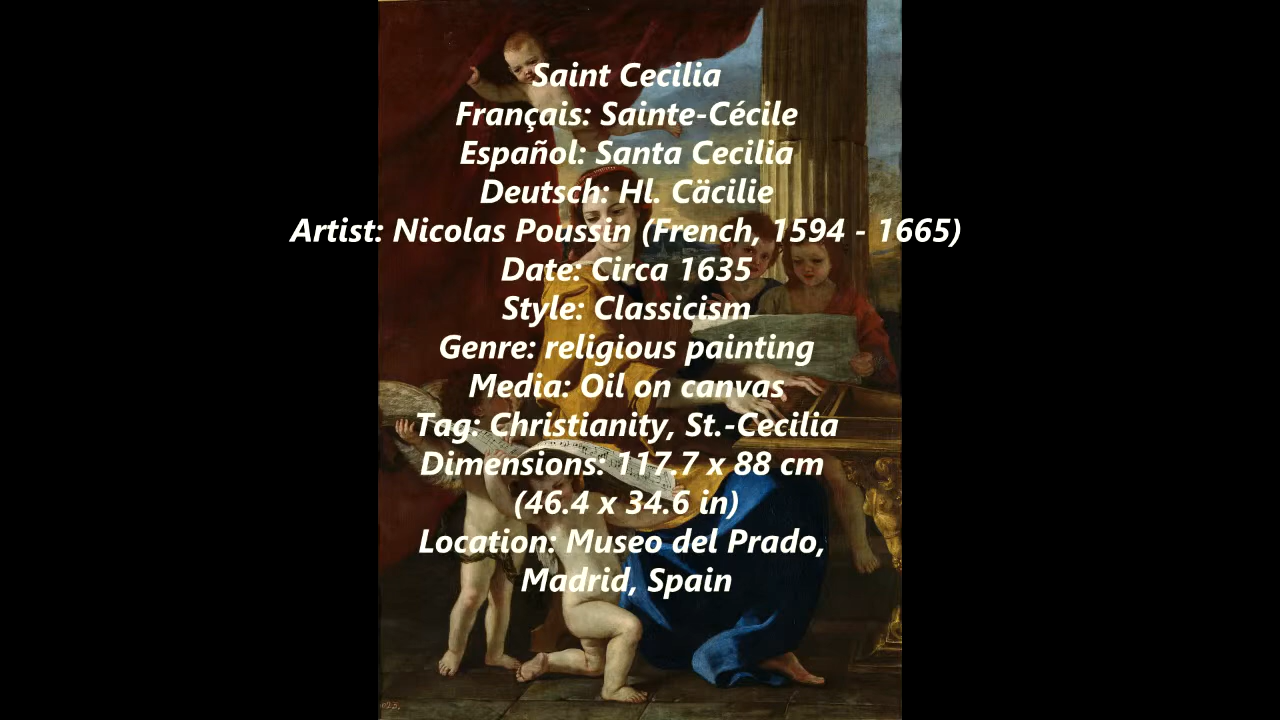 Saint Cecilia
Français: Sainte-Cécile
Español: Santa Cecilia
Deutsch: Hl. Cäcilie
Artist: Nicolas Poussin (French, 1594 - 1665)
Date: Circa 1635
Style: Classicism
Genre: religious painting
Media: Oil on canvas
Tag: Christianity, St.-Cecilia
Dimensions: 117.7 x 88 cm
(46.4 x 34.6 in)
Location: Museo del Prado,
Madrid, Spain